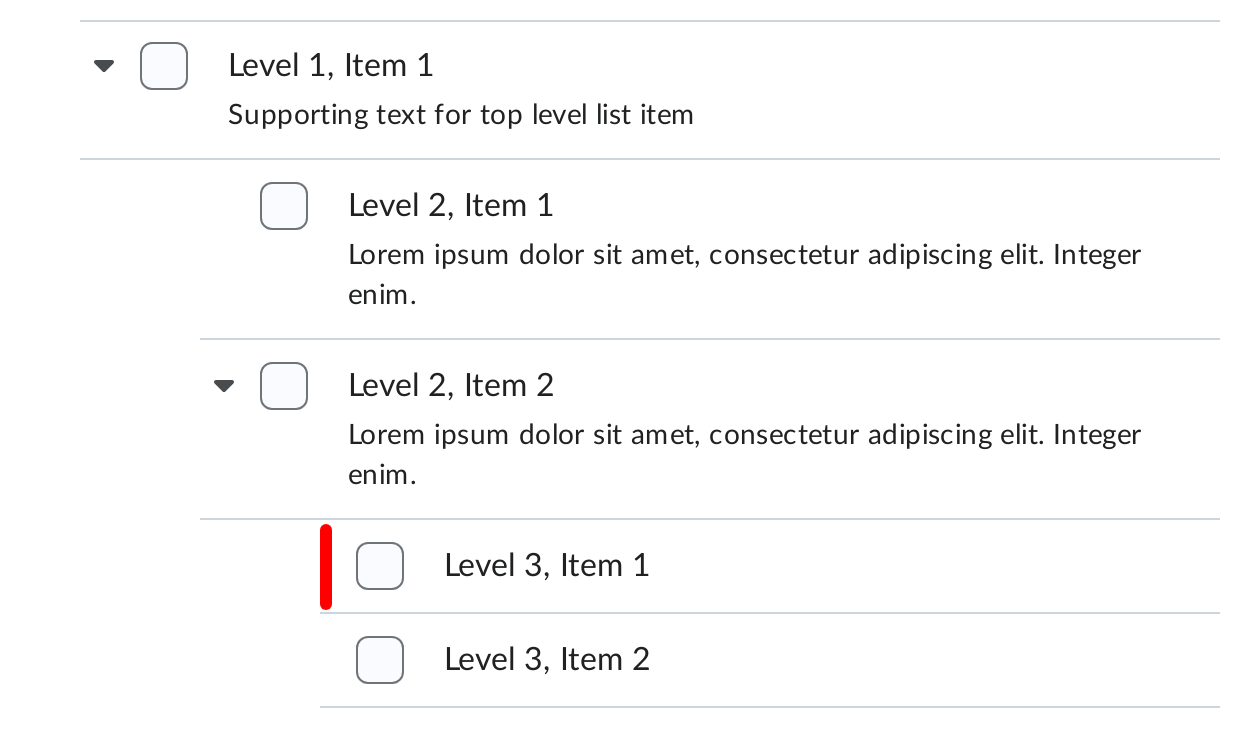 Level 1, Item 1
Supporting text for top level list item
Level 2, Item 1
Lorem ipsum dolor sit amet, consectetur adipiscing elit. Integer
enim.
Level 2, Item 2
Lorem ipsum dolor sit amet, consectetur adipiscing elit. Integer
enim.
Level 3, Item 1
Level 3, Item 2